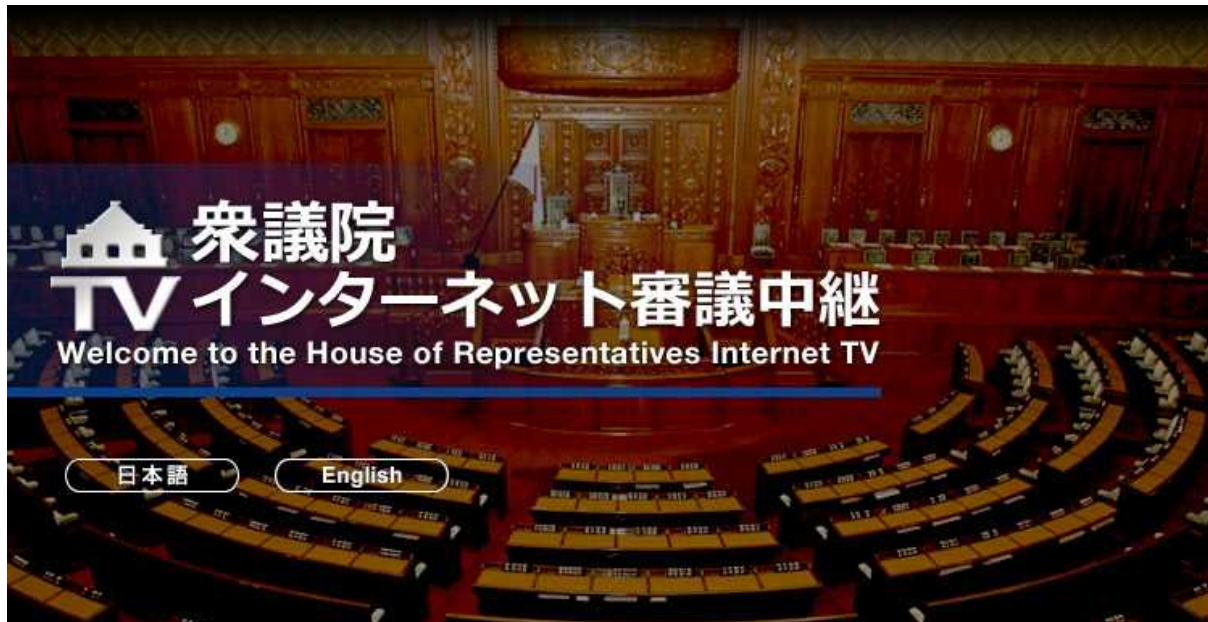 衆議院
TV インターネット審議中継
Welcome to the House of Representatives Internet TV
日本語 English